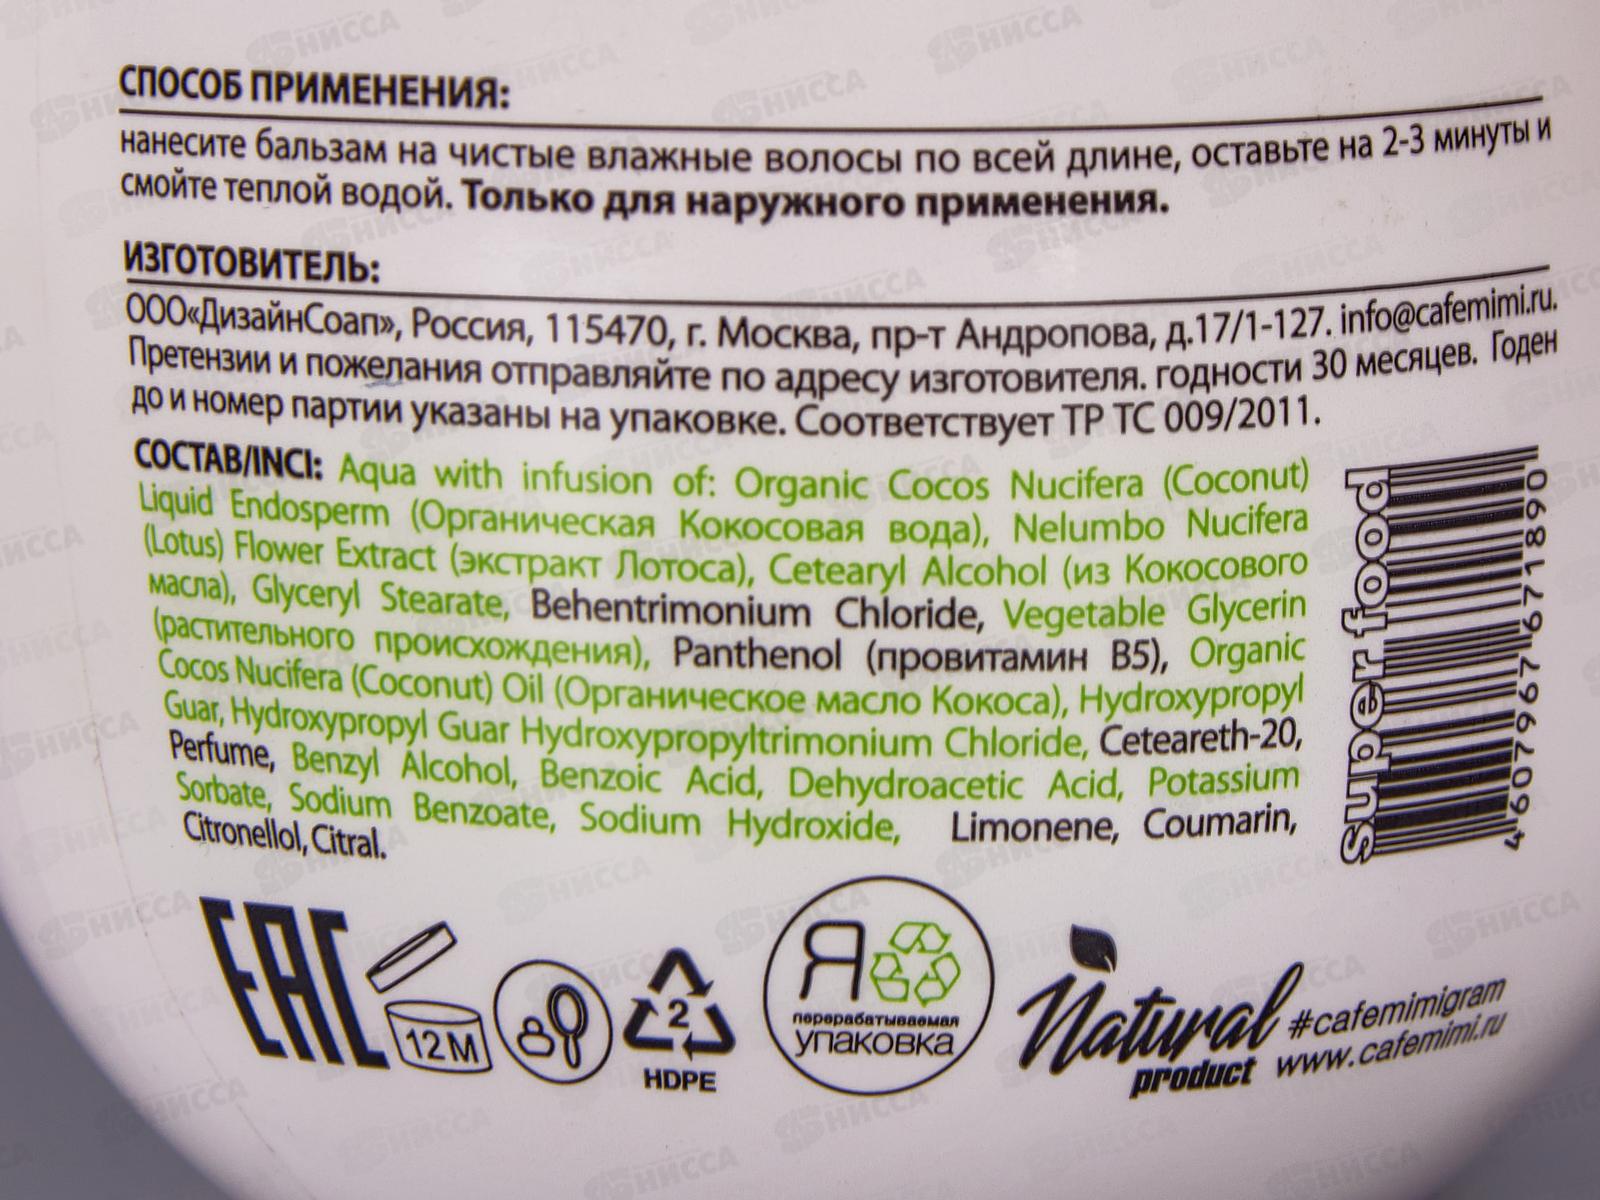 СПОСОБ ПРИМЕНЕНИЯ:
нанесите бальзам на чистые влажные волосы по всей длине, оставьте на 2-3 минуты и
смойте теплой водой. Только для наружного применения.
ИЗГОТОВИТЕЛЬ:
ООО«ДизайнСоап», Россия, 115470, г. Москва, пр-т Андропова, д.17/1-127. info@cafemimi.ru.
Претензии и пожелания отправляйте по адресу изготовителя. годности 30 месяцев. Годен
до и номер партии указаны на упаковке. Соответствует ТР ТС 009/2011.
СОСТАВ/INCI: Aqua with infusion of: Organic Cocos Nucifera (Coconut)
Liquid Endosperm (Органическая Кокосовая вода), Nelumbo Nucifera
(Lotus) Flower Extract (экстракт Лотоса), Cetearyl Alcohol (из Кокосового
масла), Glyceryl Stearate, Behentrimonium Chloride, Vegetable Glycerin
(растительного происхождения), Panthenol (провитамин B5), Organic
Cocos Nucifera (Coconut) Oil (Органическое масло Кокоса), Hydroxypropyl
Guar, Hydroxypropyl Guar Hydroxypropyltrimonium Chloride, Ceteareth-20,
Perfume, Benzyl Alcohol, Benzoic Acid, Dehydroacetic Acid, Potassium
Sorbate, Sodium Benzoate, Sodium Hydroxide, Limonene, Coumarin,
Citronellol, Citral.
super food
4607967671890
EAC
12M
2
HDPE
Я
перерабатываемая
упаковка
Natural
product
#cafemimigram
www.cafemimi.ru
НИССА